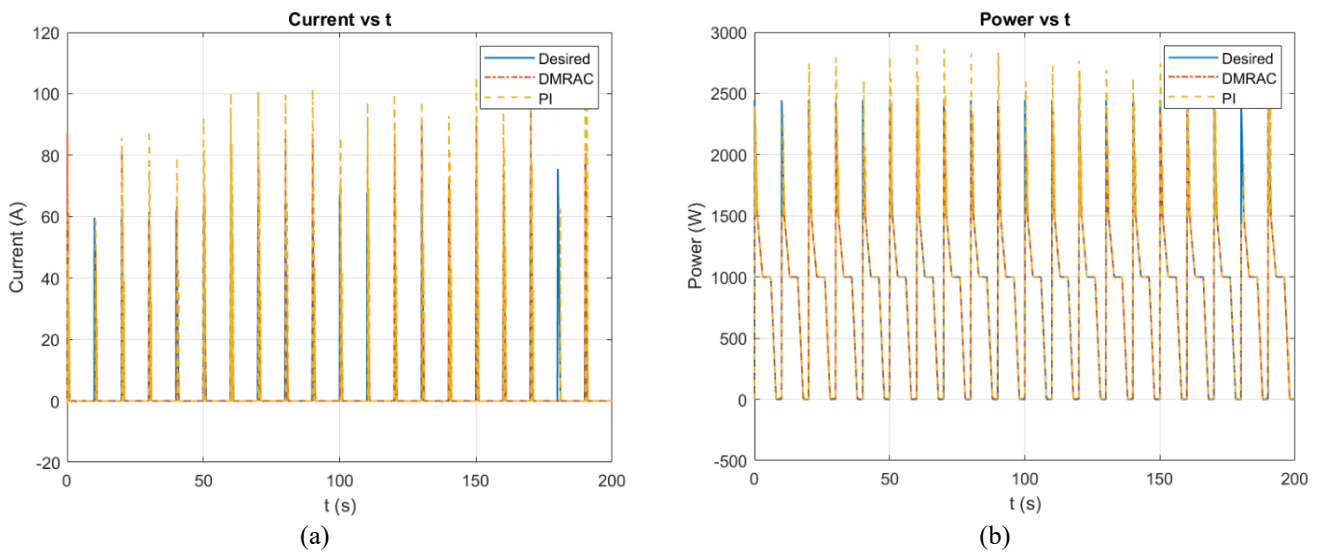 Current vs t
120
100
80
60
40
20
0
-20
Current (A)
0
50
100
150
200
t (s)
Desired
DMRAC
PI
(a)
Power vs t
3000
2500
2000
1500
1000
500
0
-500
Power (W)
0
50
100
150
200
t (s)
Desired
DMRAC
PI
(b)